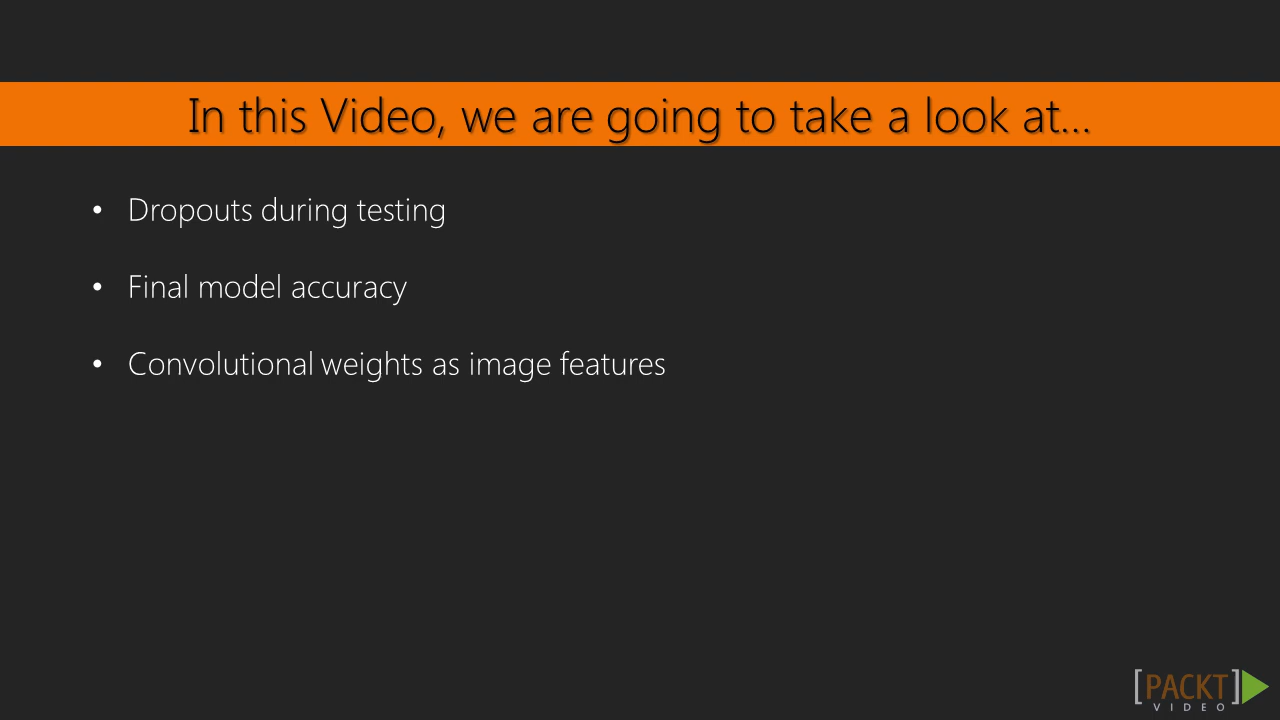 In this Video, we are going to take a look at...
• Dropouts during testing
• Final model accuracy
• Convolutional weights as image features
[PACKT]
VIDEO